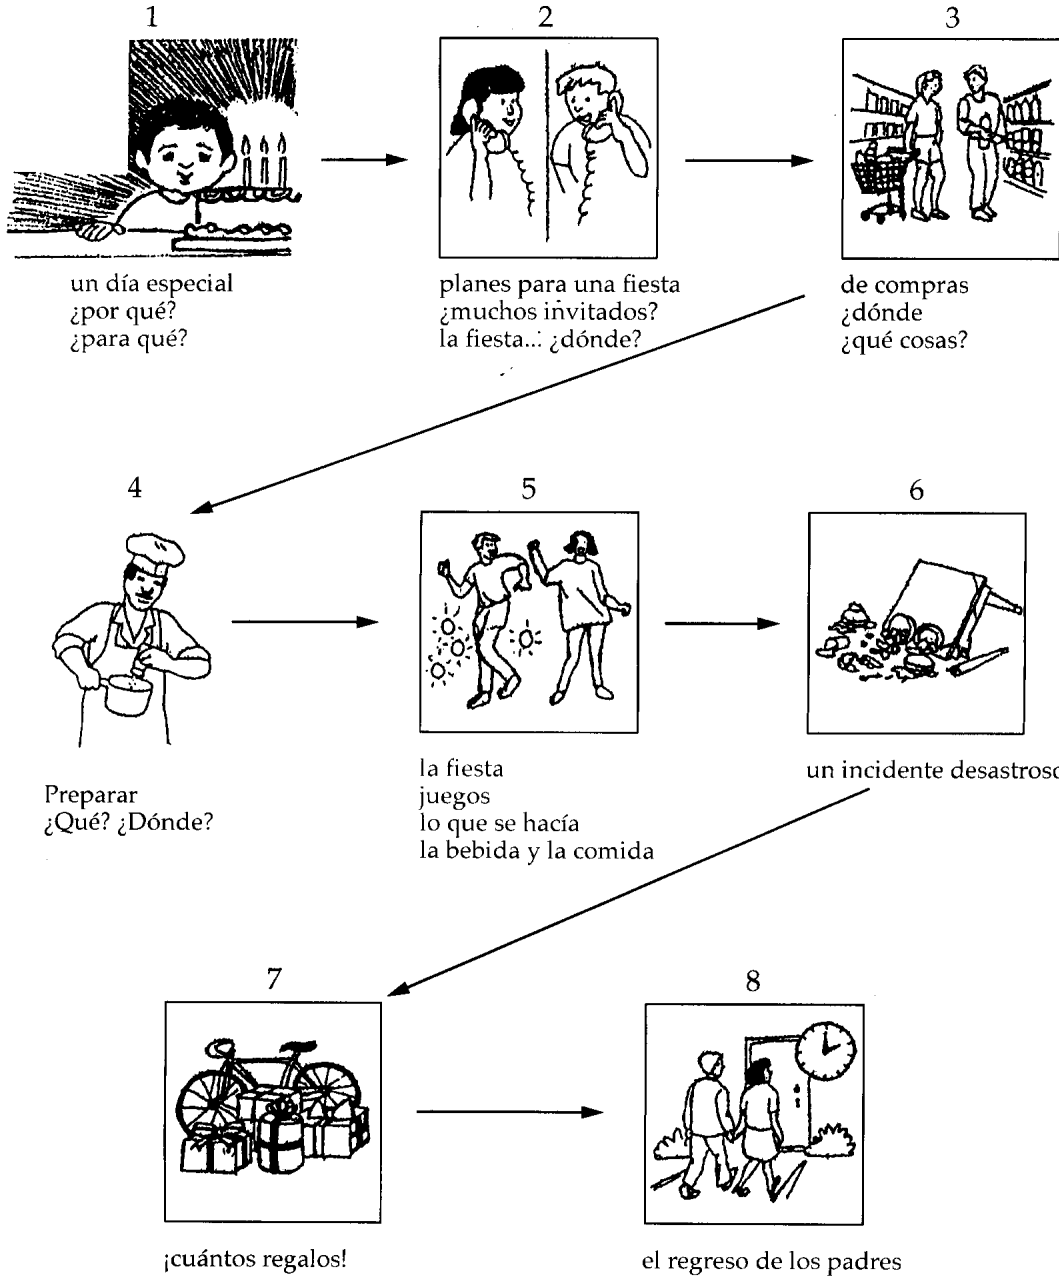 1
un día especial
¿por qué?
¿para qué?
2
planes para una fiesta
¿muchos invitados?
la fiesta... ¿dónde?
3
de compras
¿dónde
¿qué cosas?
4
Preparar
¿Qué? ¿Dónde?
5
la fiesta
juegos
lo que se hacía
la bebida y la comida
6
un incidente desastroso
7
¡cuántos regalos!
8
el regreso de los padres